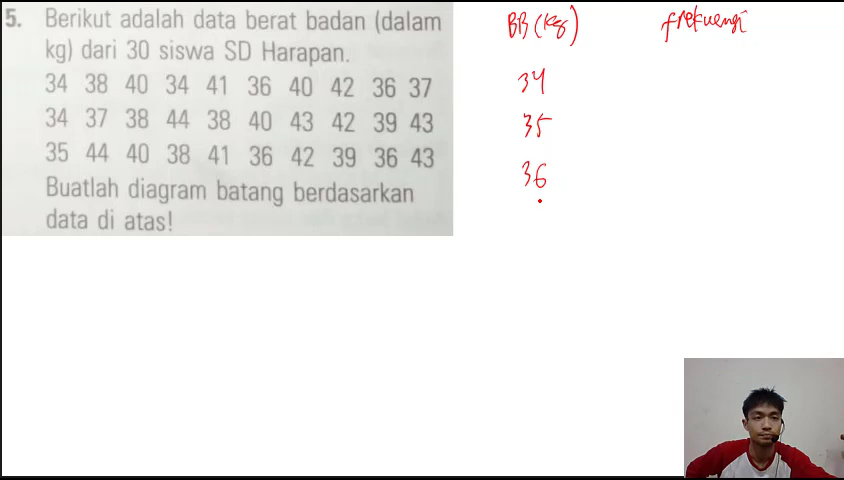 5. Berikut adalah data berat badan (dalam
kg) dari 30 siswa SD Harapan.
34 38 40 34 41 36 40 42 36 37
34 37 38 44 38 40 43 42 39 43
35 44 40 38 41 36 42 39 36 43
Buatlah diagram batang berdasarkan
data di atas!
BB (kg) frekuensi
34
35
36